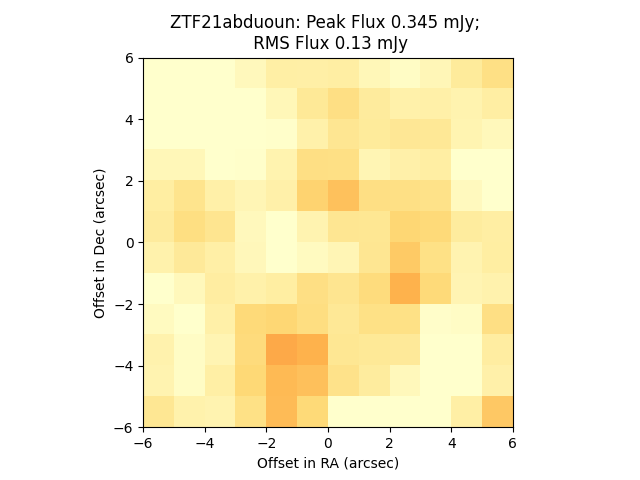 ZTF21abduoun: Peak Flux 0.345 mJy;
RMS Flux 0.13 mJy
6
4
2
0
−2
−4
−6
Offset in Dec (arcsec)
−6 −4 −2 0 2 4 6
Offset in RA (arcsec)